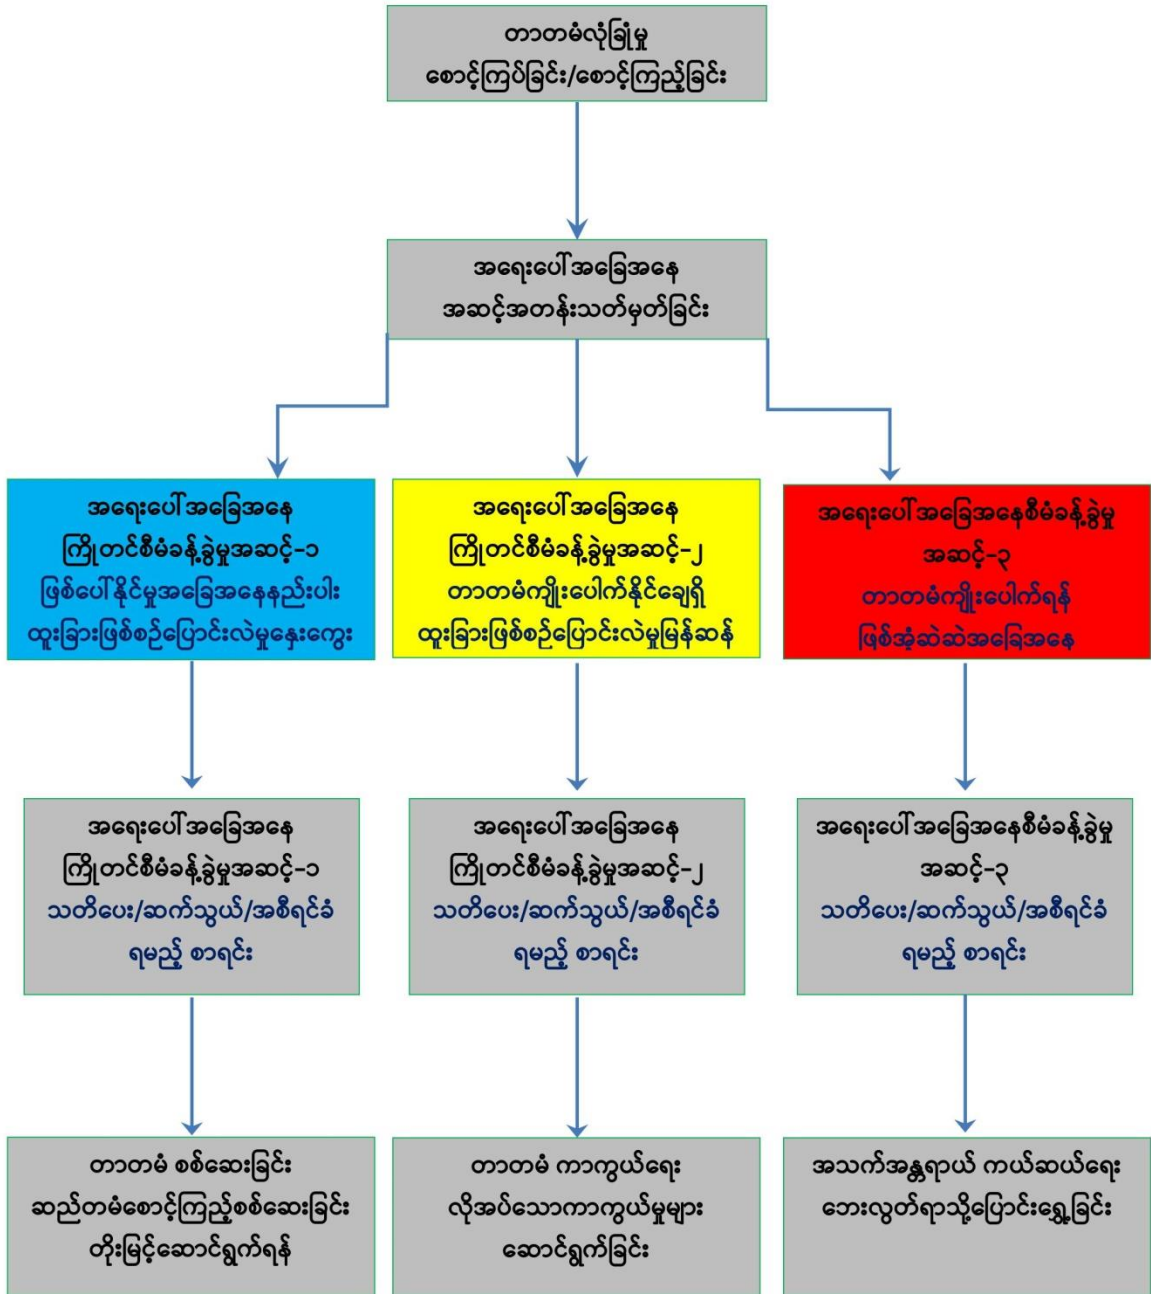 တာတမံလုံခြုံမှု
စောင့်ကြပ်ခြင်း/စောင့်ကြည့်ခြင်း
အရေးပေါ်အခြေအနေ
အဆင့်အတန်းသတ်မှတ်ခြင်း
အရေးပေါ်အခြေအနေ
ကြိုတင်စီမံခန့်ခွဲမှုအဆင့်-၁
ဖြစ်ပေါ်နိုင်မှုအခြေအနေနည်းပါး
ထူးခြားဖြစ်စဉ်ပြောင်းလဲမှုနှေးကွေး
အရေးပေါ်အခြေအနေ
ကြိုတင်စီမံခန့်ခွဲမှုအဆင့်-၂
တာတမံကျိုးပေါက်နိုင်ချေရှိ
ထူးခြားဖြစ်စဉ်ပြောင်းလဲမှုမြန်ဆန်
အရေးပေါ်အခြေအနေစီမံခန့်ခွဲမှု
အဆင့်-၃
တာတမံကျိုးပေါက်ရန်
ဖြစ်အံ့ဆဲဆဲအခြေအနေ
အရေးပေါ်အခြေအနေ
ကြိုတင်စီမံခန့်ခွဲမှုအဆင့်-၁
သတိပေး/ဆက်သွယ်/အစီရင်ခံ
ရမည့် စာရင်း
အရေးပေါ်အခြေအနေ
ကြိုတင်စီမံခန့်ခွဲမှုအဆင့်-၂
သတိပေး/ဆက်သွယ်/အစီရင်ခံ
ရမည့် စာရင်း
အရေးပေါ်အခြေအနေစီမံခန့်ခွဲမှု
အဆင့်-၃
သတိပေး/ဆက်သွယ်/အစီရင်ခံ
ရမည့် စာရင်း
တာတမံ စစ်ဆေးခြင်း
ဆည်တမံစောင့်ကြည့်စစ်ဆေးခြင်း
တိုးမြှင့်ဆောင်ရွက်ရန်
တာတမံ ကာကွယ်ရေး
လိုအပ်သောကာကွယ်မှုများ
ဆောင်ရွက်ခြင်း
အသက်အန္တရာယ် ကယ်ဆယ်ရေး
ဘေးလွတ်ရာသို့ပြောင်းရွှေ့ခြင်း